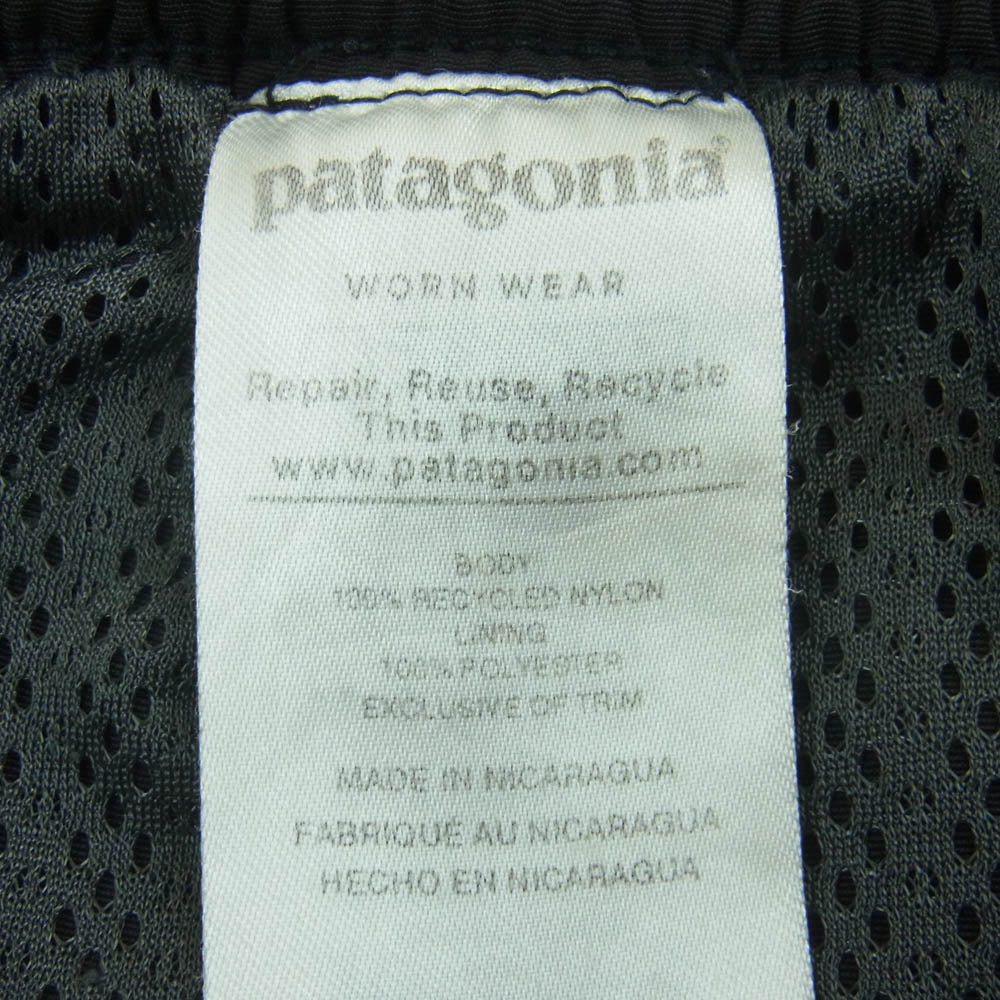 patagonia®
WORN WEAR
Repair, Reuse, Recycle
This Product
www.patagonia.com
BODY
100% RECYCLED NYLON
LINING
100% POLYESTER
EXCLUSIVE OF TRIM
MADE IN NICARAGUA
FABRIQUÉ AU NICARAGUA
HECHO EN NICARAGUA